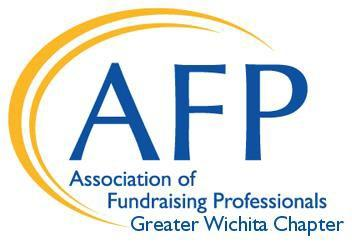 AFP
Association of
Fundraising Professionals
Greater Wichita Chapter